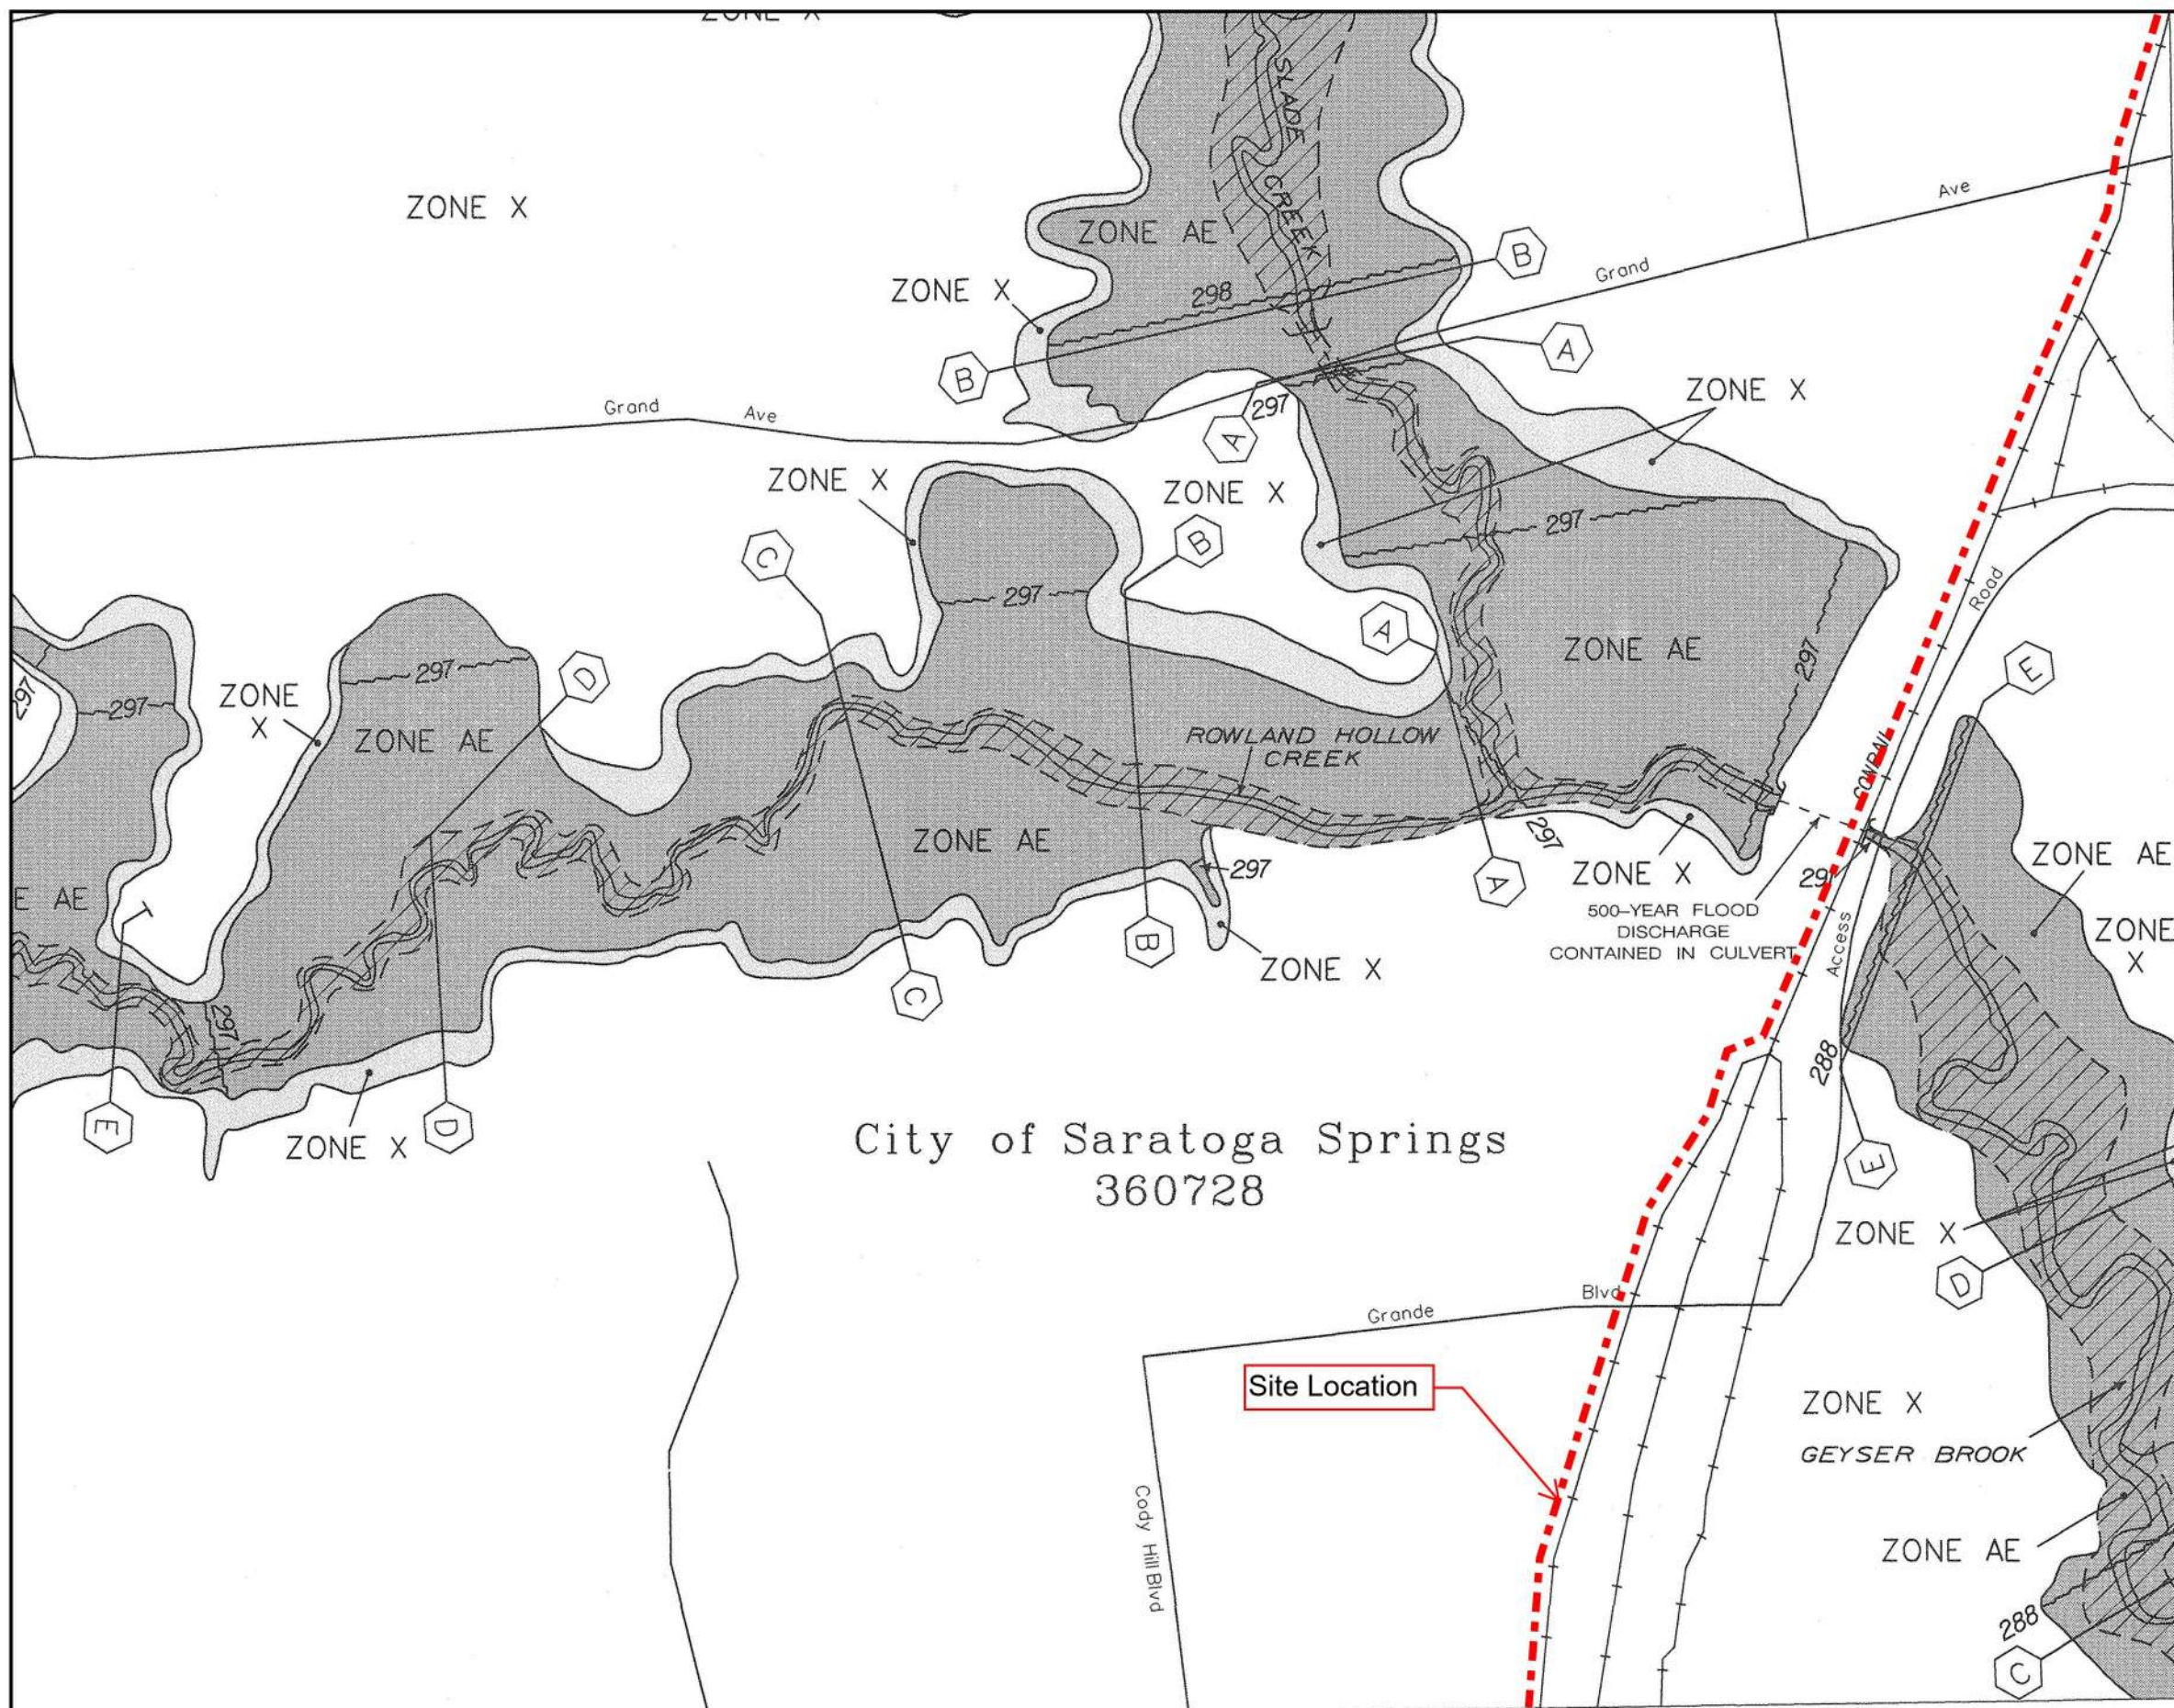 ZONE X
SLADE
CREEK
ZONE X
ZONE AE
Ave
B
Grand
ZONE X
298
A
B
ZONE X
Grand
Ave
297
A
ZONE X
ZONE X
297
B
C
Road
297
A
ZONE AE
297
E
297
D
ZONE
X
297
297
ZONE AE
ROWLAND HOLLOW
CREEK
CONRAIL
ZONE AE
297
297
ZONE X
A
ZONE AE
E AE
500-YEAR FLOOD
DISCHARGE
CONTAINED IN CULVERT
Access
ZONE
X
B
ZONE X
C
297
288
E
D
ZONE X
City of Saratoga Springs
360728
E
ZONE X
D
Blvd
Grande
Site Location
ZONE X
GEYSER BROOK
Cody Hill Blvd
ZONE AE
288
C